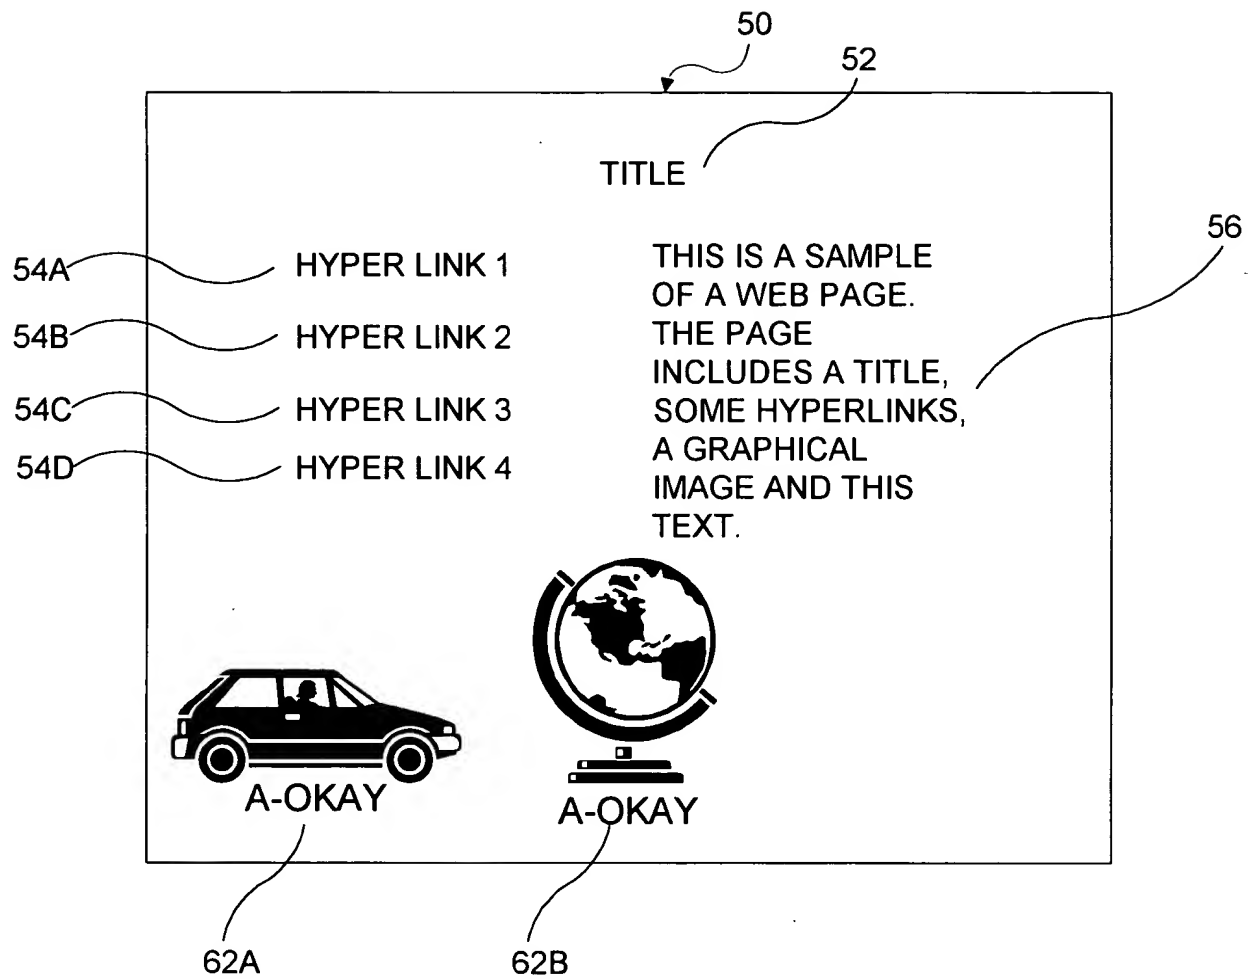 50
52
TITLE
56
54A
HYPER LINK 1
54B
HYPER LINK 2
54C
HYPER LINK 3
54D
HYPER LINK 4
THIS IS A SAMPLE
OF A WEB PAGE.
THE PAGE
INCLUDES A TITLE,
SOME HYPERLINKS,
A GRAPHICAL
IMAGE AND THIS
TEXT.
A-OKAY
A-OKAY
62A
62B